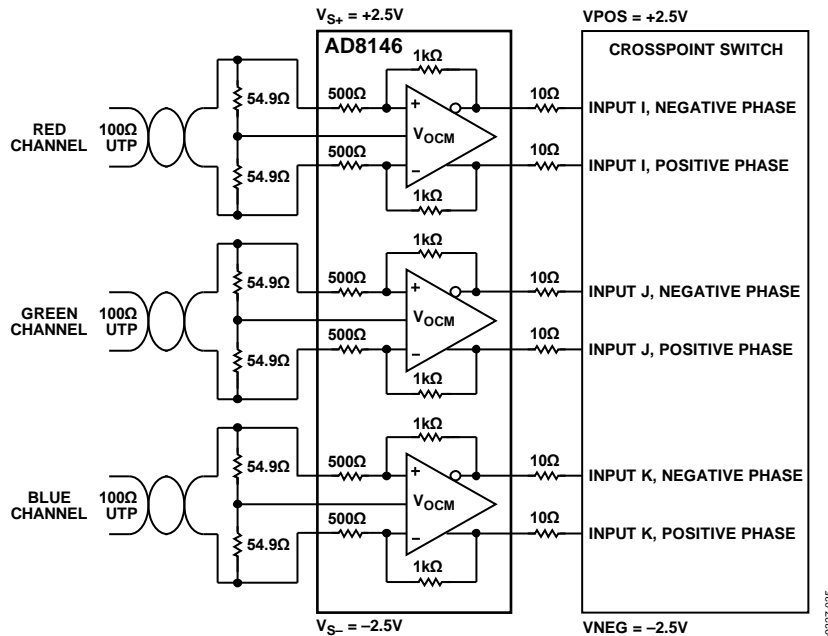 VS+ = +2.5V
VPOS = +2.5V
AD8146
CROSSPOINT SWITCH
1kΩ
500Ω
10Ω
54.9Ω
+
INPUT I, NEGATIVE PHASE
RED CHANNEL
100Ω UTP
VOCM
500Ω
10Ω
54.9Ω
−
INPUT I, POSITIVE PHASE
1kΩ
1kΩ
500Ω
10Ω
54.9Ω
+
INPUT J, NEGATIVE PHASE
GREEN CHANNEL
100Ω UTP
VOCM
500Ω
10Ω
54.9Ω
−
INPUT J, POSITIVE PHASE
1kΩ
1kΩ
500Ω
10Ω
54.9Ω
+
INPUT K, NEGATIVE PHASE
BLUE CHANNEL
100Ω UTP
VOCM
500Ω
10Ω
54.9Ω
−
INPUT K, POSITIVE PHASE
1kΩ
VS− = −2.5V
VNEG = −2.5V